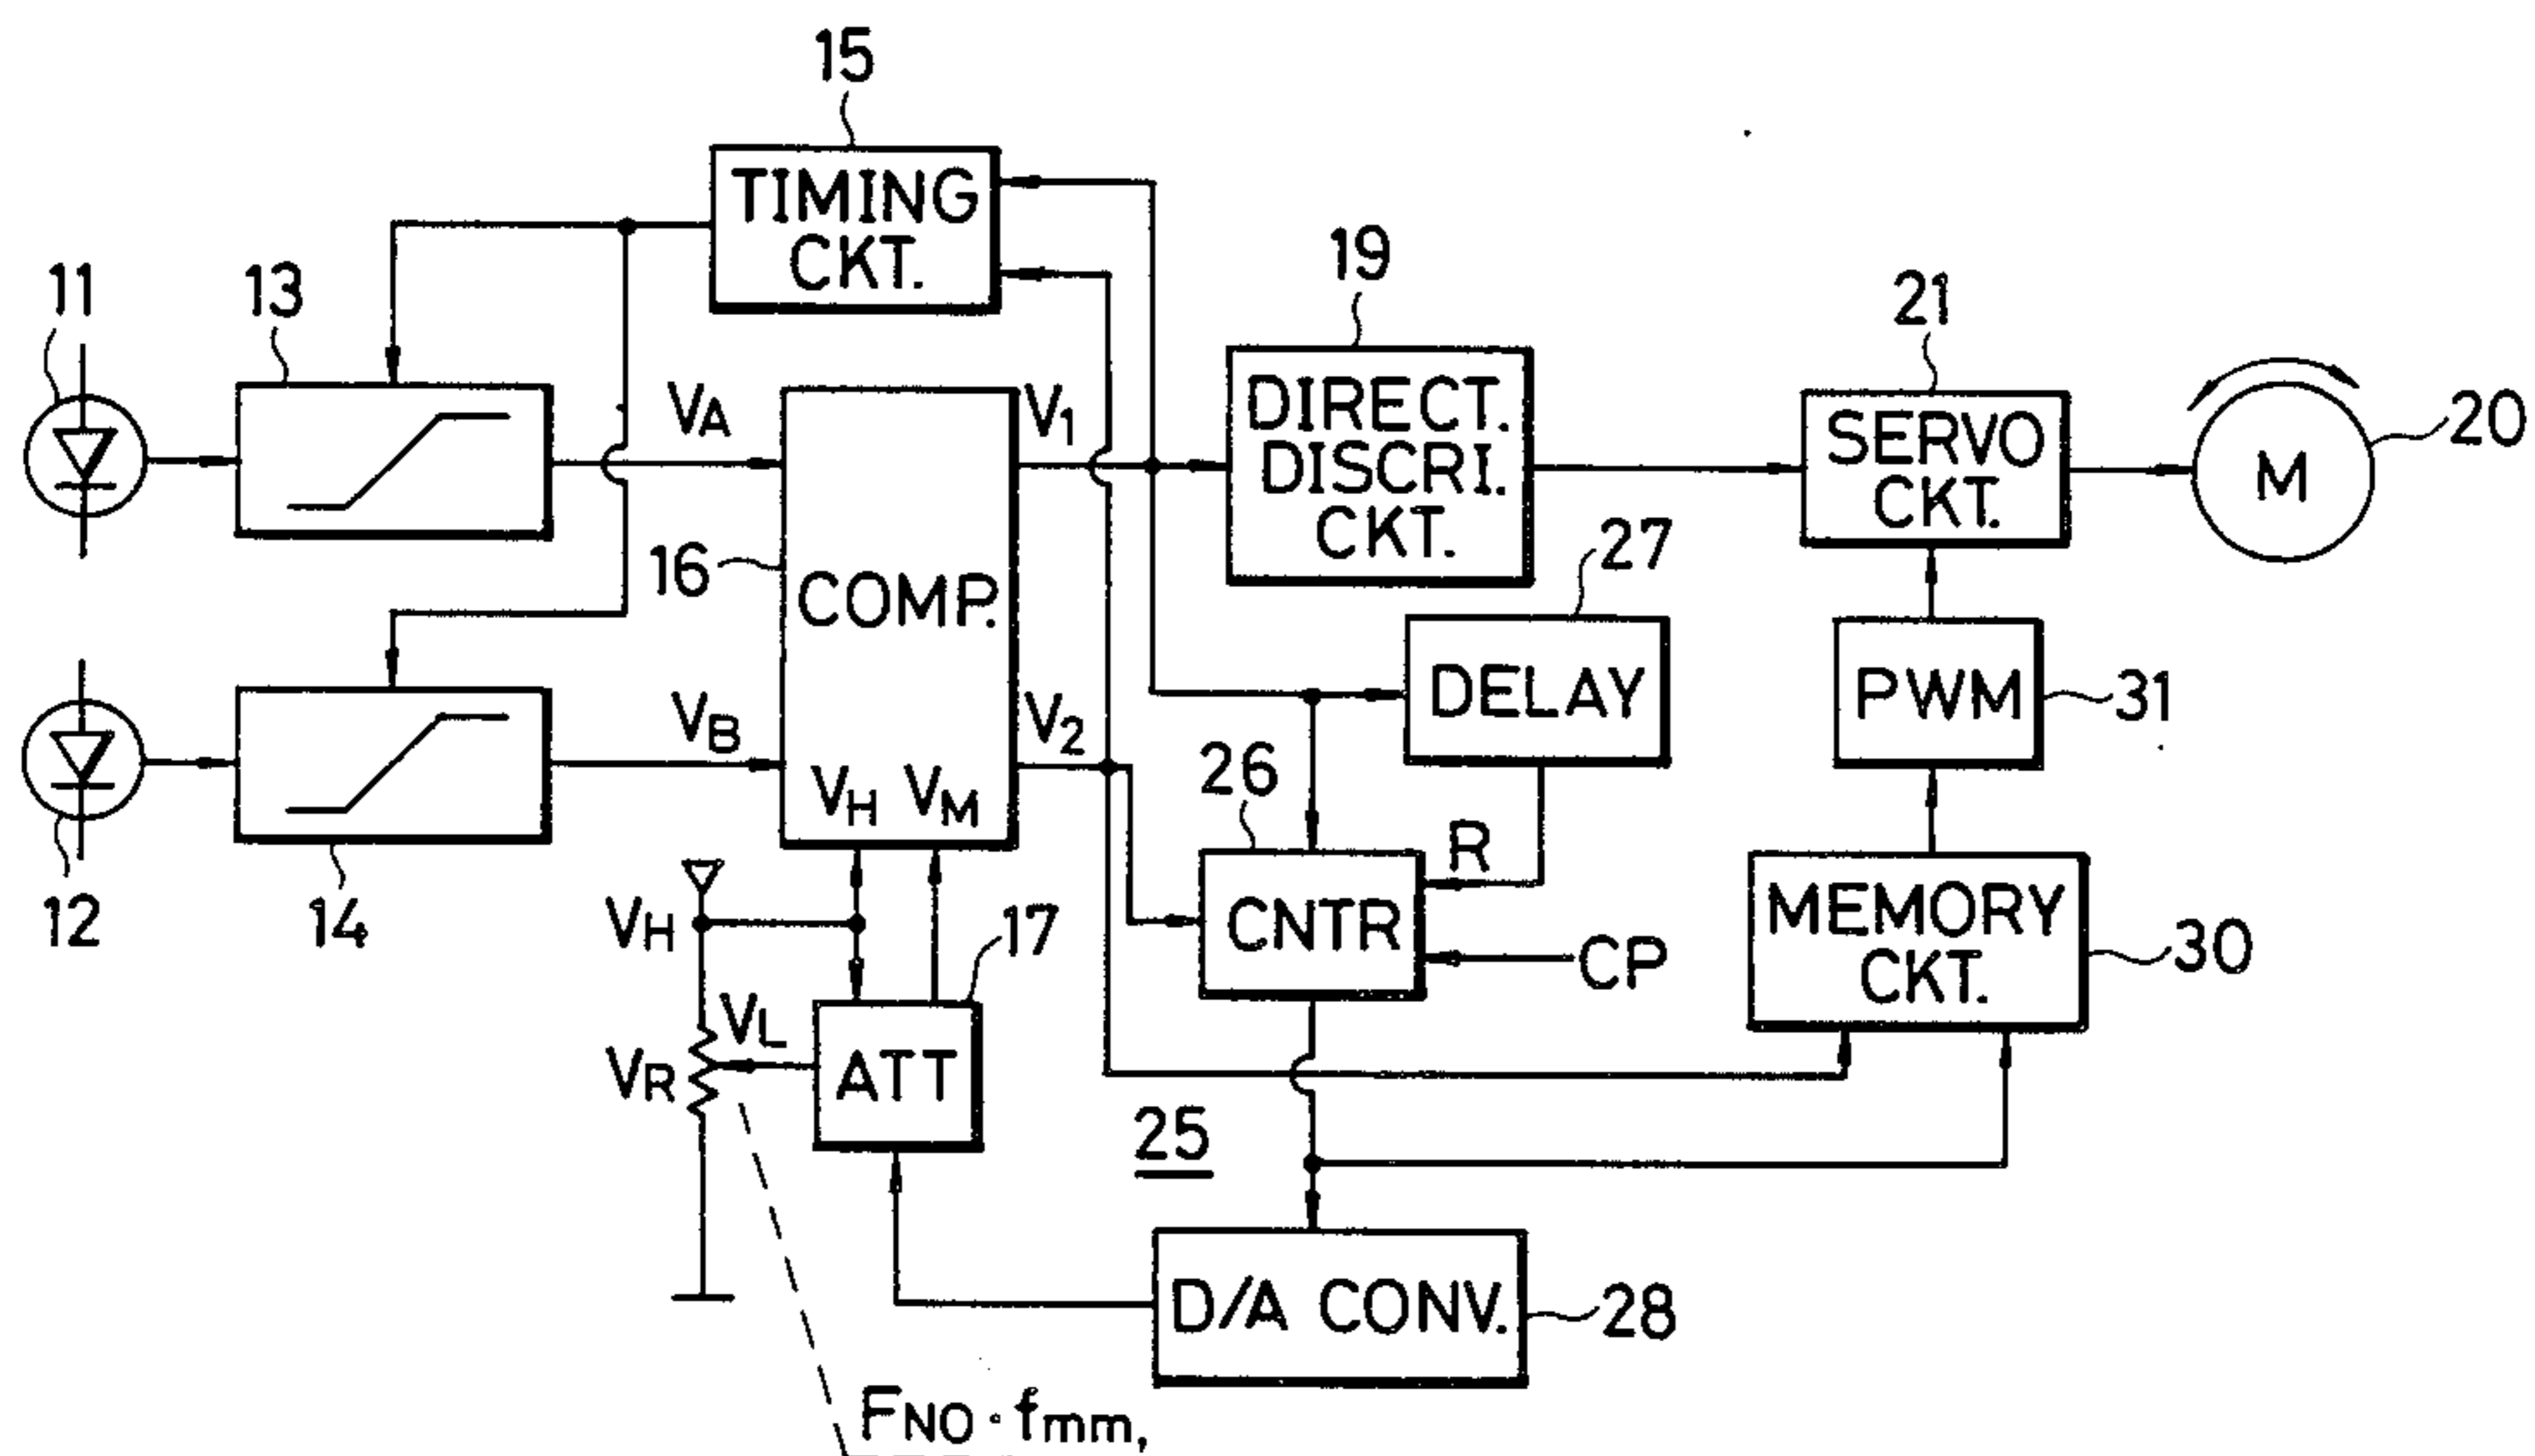 15
TIMING
CKT.
11
13
19
21
VA
V1
DIRECT.
DISCRI.
CKT.
SERVO
CKT.
M
20
16
COMP.
27
DELAY
PWM
31
VB
V2
VH VM
12
14
26
R
CNTR
CP
MEMORY
CKT.
30
VH
17
VL
VR
ATT
25
D/A CONV.
28
FNO·fmm,